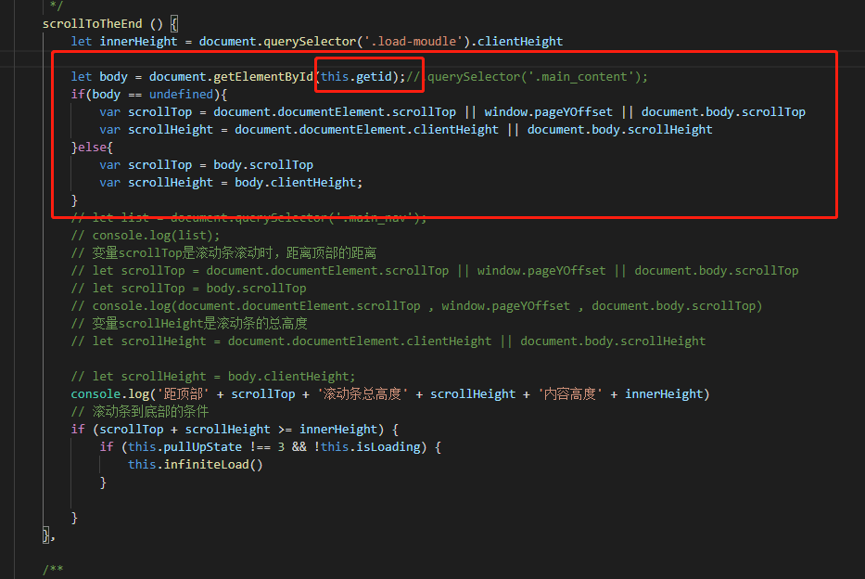 */
scrollToTheEnd () {
let innerHeight = document.querySelector('.load-moudle').clientHeight
let body = document.getElementById(this.getid);// querySelector('.main_content');
if(body == undefined){
var scrollTop = document.documentElement.scrollTop || window.pageYOffset || document.body.scrollTop
var scrollHeight = document.documentElement.clientHeight || document.body.scrollHeight
}else{
var scrollTop = body.scrollTop
var scrollHeight = body.clientHeight;
}
// let list = document.querySelector('.main_nav');
// console.log(list);
// 变量scrollTop是滚动条滚动时，距离顶部的距离
// let scrollTop = document.documentElement.scrollTop || window.pageYOffset || document.body.scrollTop
// let scrollTop = body.scrollTop
// console.log(document.documentElement.scrollTop , window.pageYOffset , document.body.scrollTop)
// 变量scrollHeight是滚动条的总高度
// let scrollHeight = document.documentElement.clientHeight || document.body.scrollHeight
// let scrollHeight = body.clientHeight;
console.log('距顶部' + scrollTop + '滚动条总高度' + scrollHeight + '内容高度' + innerHeight)
// 滚动条到底部的条件
if (scrollTop + scrollHeight >= innerHeight) {
if (this.pullUpState !== 3 && !this.isLoading) {
this.infiniteLoad()
}
}
},
/**